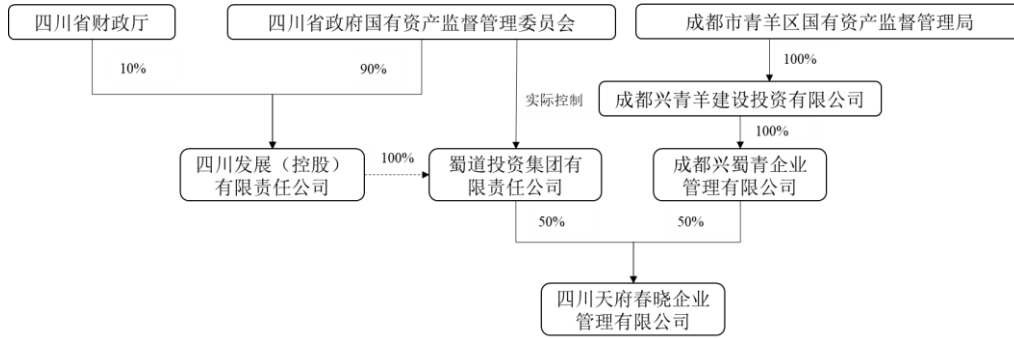 四川省财政厅
四川省政府国有资产监督管理委员会
成都市青羊区国有资产监督管理局
10%
90%
100%
实际控制
成都兴青羊建设投资有限公司
100%
四川发展（控股）
有限责任公司
100%
蜀道投资集团有
限责任公司
成都兴蜀青企业
管理有限公司
50%
50%
四川天府春晓企业
管理有限公司